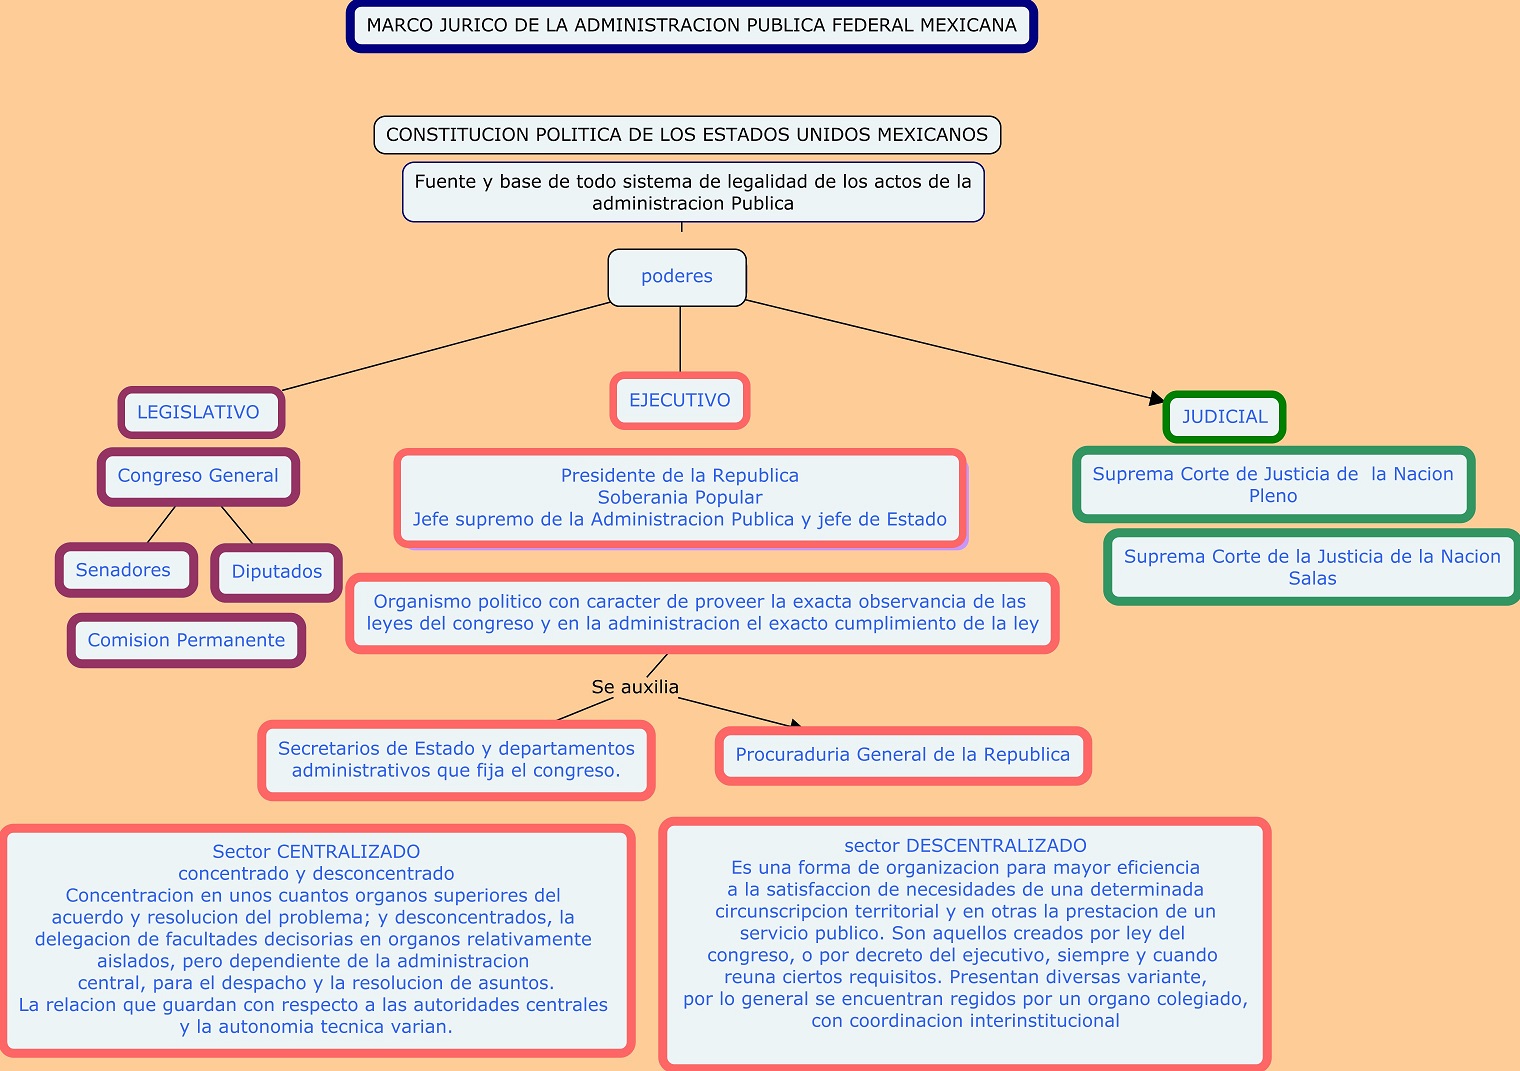 MARCO JURICO DE LA ADMINISTRACION PUBLICA FEDERAL MEXICANA
CONSTITUCION POLITICA DE LOS ESTADOS UNIDOS MEXICANOS
Fuente y base de todo sistema de legalidad de los actos de la
administracion Publica
poderes
LEGISLATIVO
Congreso General
Senadores
Diputados
Comision Permanente
EJECUTIVO
Presidente de la Republica
Soberania Popular
Jefe supremo de la Administracion Publica y jefe de Estado
Organismo politico con caracter de proveer la exacta observancia de las
leyes del congreso y en la administracion el exacto cumplimiento de la ley
Se auxilia
Secretarios de Estado y departamentos
administrativos que fija el congreso.
Procuraduria General de la Republica
JUDICIAL
Suprema Corte de Justicia de  la Nacion
Pleno
Suprema Corte de la Justicia de la Nacion
Salas
Sector CENTRALIZADO
concentrado y desconcentrado
Concentracion en unos cuantos organos superiores del
acuerdo y resolucion del problema; y desconcentrados, la
delegacion de facultades decisorias en organos relativamente
aislados, pero dependiente de la administracion
central, para el despacho y la resolucion de asuntos.
La relacion que guardan con respecto a las autoridades centrales
y la autonomia tecnica varian.
sector DESCENTRALIZADO
Es una forma de organizacion para mayor eficiencia
a la satisfaccion de necesidades de una determinada
circunscripcion territorial y en otras la prestacion de un
servicio publico. Son aquellos creados por ley del
congreso, o por decreto del ejecutivo, siempre y cuando
reuna ciertos requisitos. Presentan diversas variante,
por lo general se encuentran regidos por un organo colegiado,
con coordinacion interinstitucional